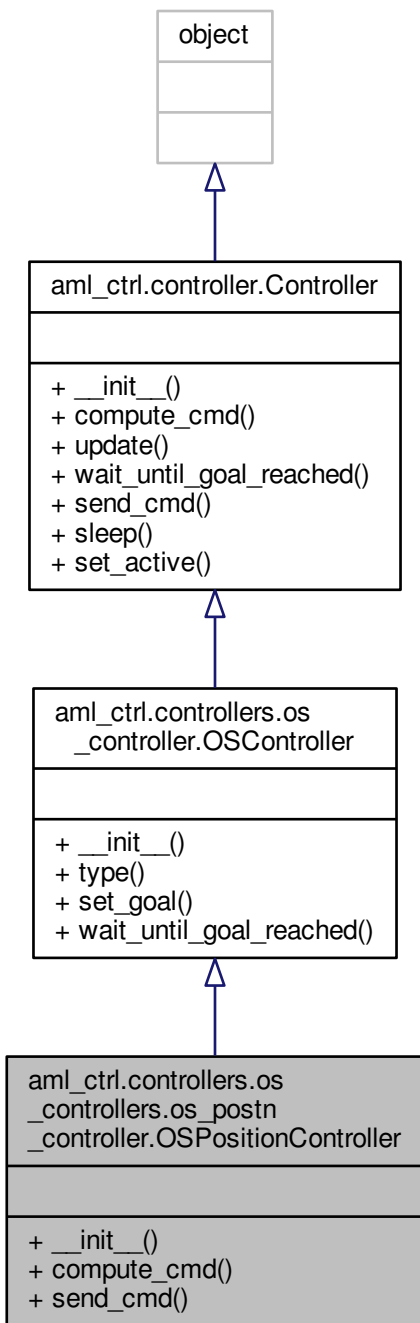 object
aml_ctrl.controller.Controller
+ __init__()
+ compute_cmd()
+ update()
+ wait_until_goal_reached()
+ send_cmd()
+ sleep()
+ set_active()
aml_ctrl.controllers.os
_controller.OSController
+ __init__()
+ type()
+ set_goal()
+ wait_until_goal_reached()
aml_ctrl.controllers.os
_controllers.os_postn
_controller.OSPositionController
+ __init__()
+ compute_cmd()
+ send_cmd()